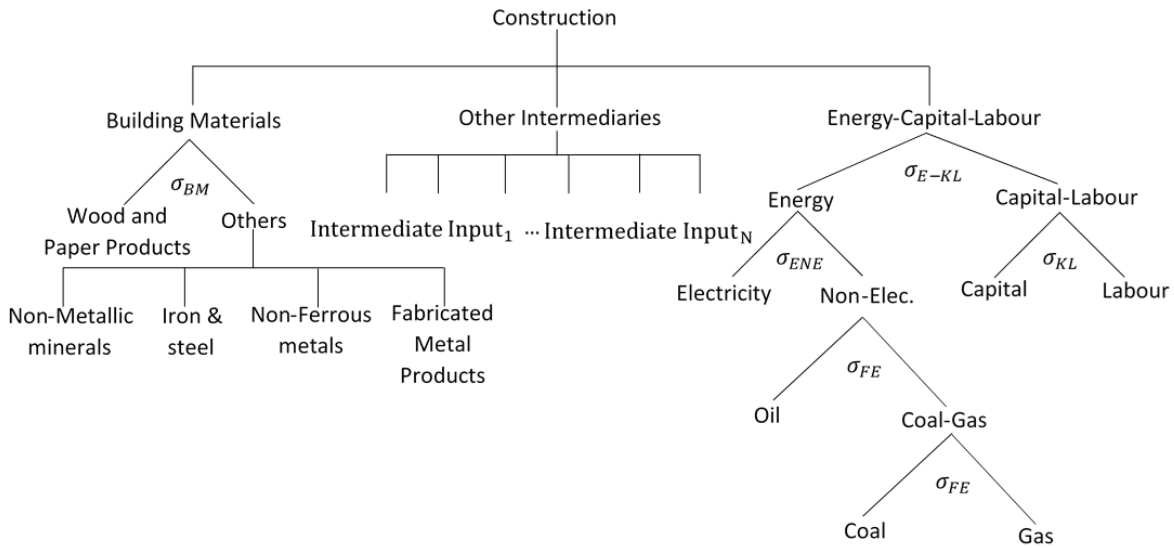 Construction
Building Materials
Other Intermediaries
Energy-Capital-Labour
σ_BM
σ_E−KL
Wood and
Paper Products
Others
Intermediate Input₁ ... Intermediate Input_N
Energy
Capital-Labour
σ_ENE
σ_KL
Electricity
Non-Elec.
Capital
Labour
Non-Metallic
minerals
Iron &
steel
Non-Ferrous
metals
Fabricated
Metal
Products
σ_FE
Oil
Coal-Gas
σ_FE
Coal
Gas